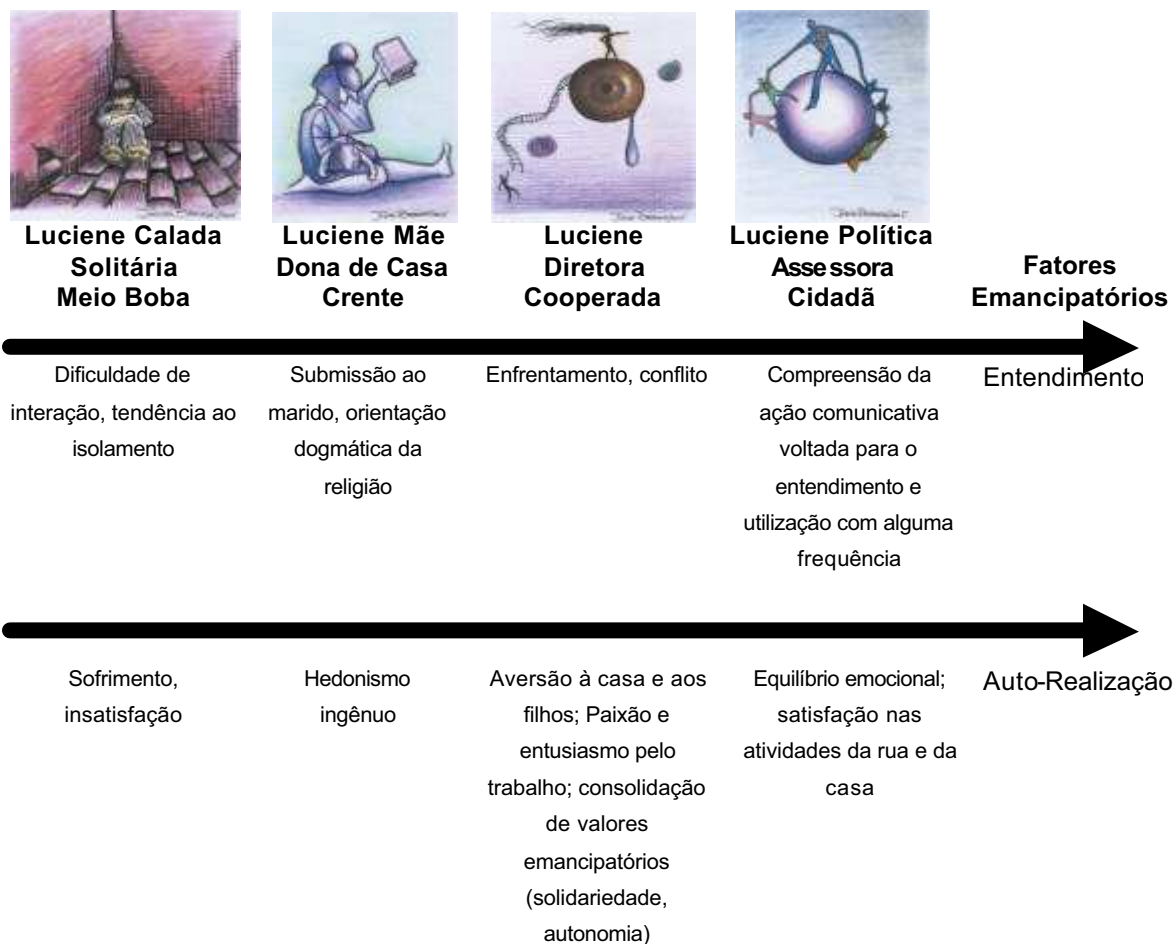 Luciene Calada
Solitária
Meio Boba
Luciene Mãe
Dona de Casa
Crente
Luciene
Diretora
Cooperada
Luciene Política
Assessora
Cidadã
Fatores
Emancipatórios
Dificuldade de
interação, tendência ao
isolamento
Submissão ao
marido, orientação
dogmática da
religião
Enfrentamento, conflito
Compreensão da
ação comunicativa
voltada para o
entendimento e
utilização com alguma
frequência
Entendimento
Sofrimento,
insatisfação
Hedonismo
ingênuo
Aversão à casa e aos
filhos; Paixão e
entusiasmo pelo
trabalho; consolidação
de valores
emancipatórios
(solidariedade,
autonomia)
Equilíbrio emocional;
satisfação nas
atividades da rua e da
casa
Auto-Realização